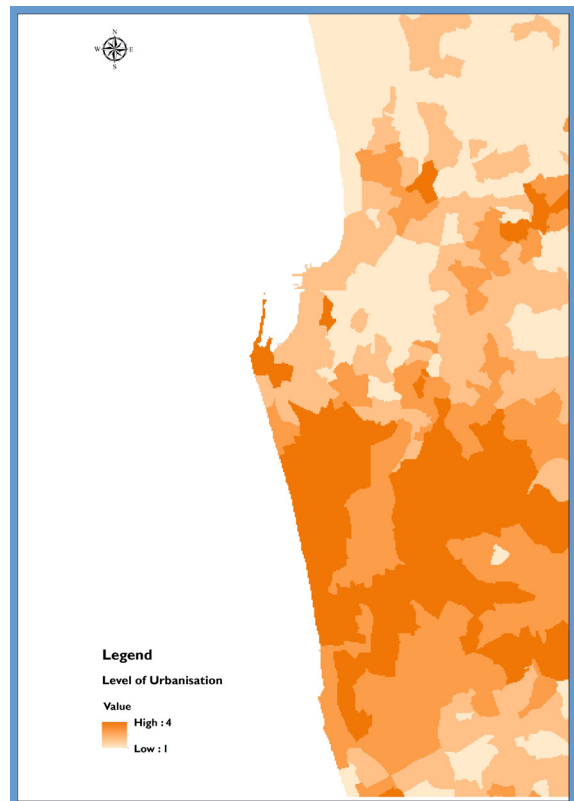 N
W E
S
Legend
Level of Urbanisation
Value
High : 4
Low : 1